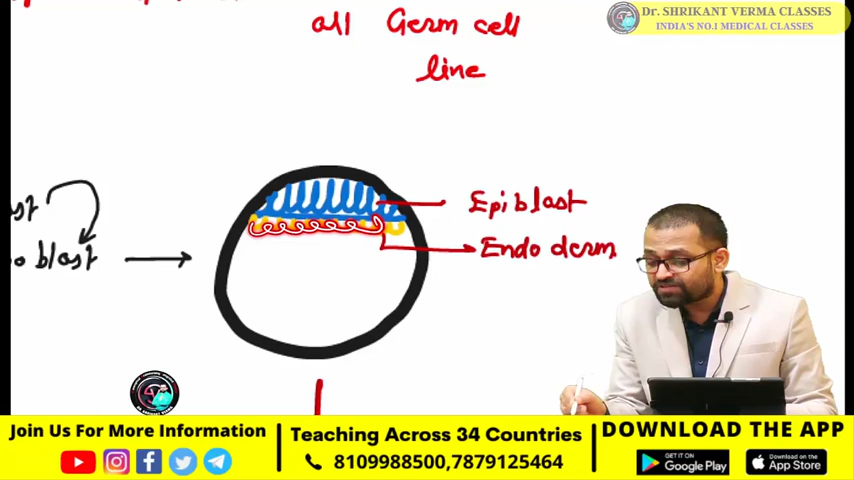 all Germ cell
line
Dr. SHRIKANT VERMA CLASSES
INDIA'S NO.1 MEDICAL CLASSES
Epiblast
Endo derm
Join Us For More Information
Teaching Across 34 Countries
8109988500,7879125464
DOWNLOAD THE APP
GET IT ON
Google Play
Download on the
App Store